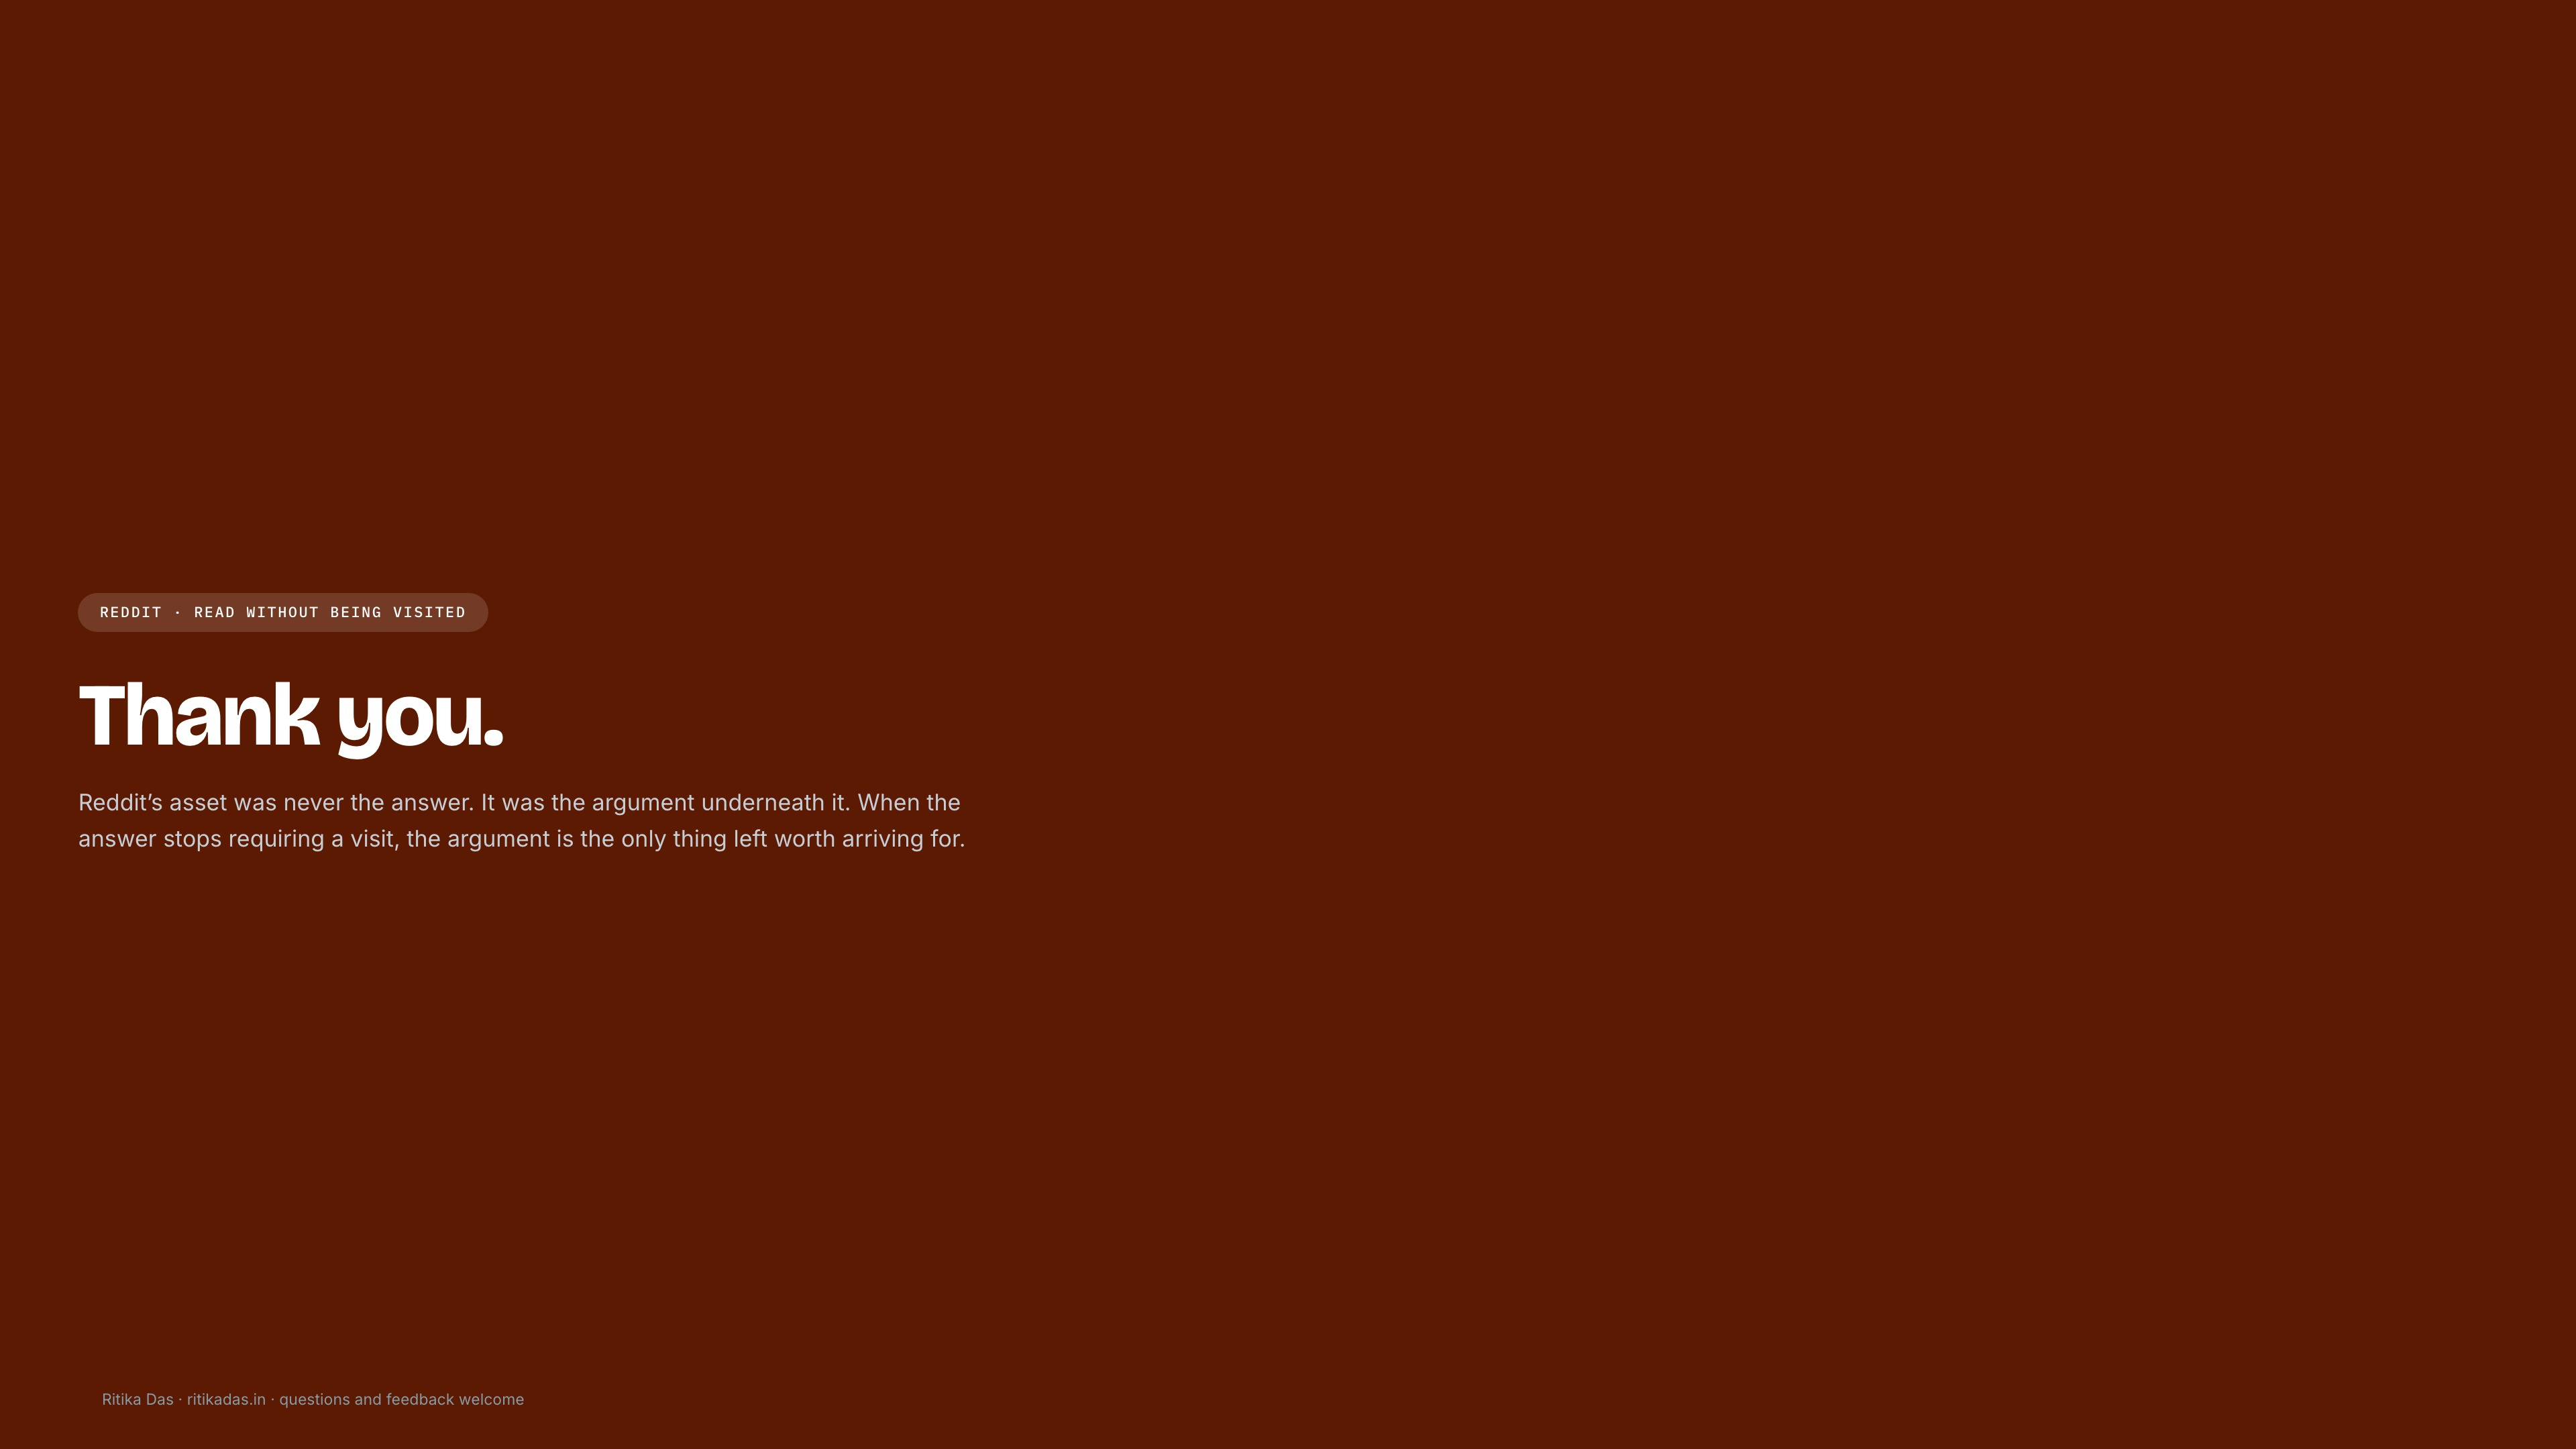 REDDIT · READ WITHOUT BEING VISITED
Thank you.
Reddit’s asset was never the answer. It was the argument underneath it. When the
answer stops requiring a visit, the argument is the only thing left worth arriving for.
Ritika Das · ritikadas.in · questions and feedback welcome